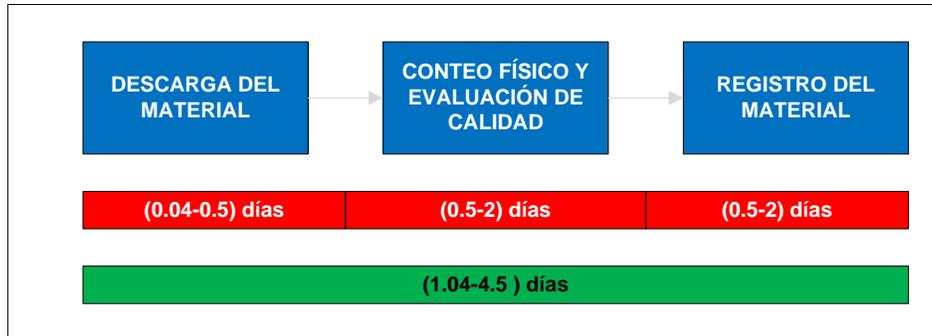 DESCARGA DEL
MATERIAL
CONTEO FÍSICO Y
EVALUACIÓN DE
CALIDAD
REGISTRO DEL
MATERIAL
(0.04-0.5) días
(0.5-2) días
(0.5-2) días
(1.04-4.5 ) días